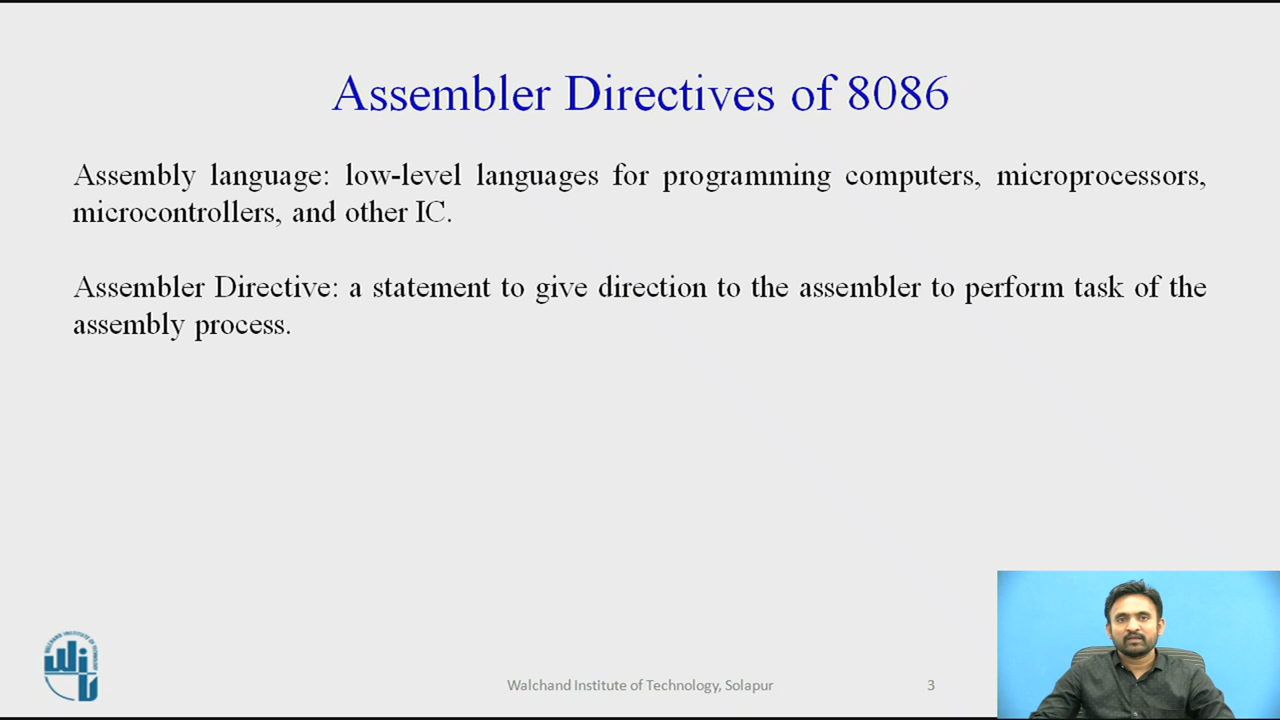 Assembler Directives of 8086
Assembly language: low-level languages for programming computers, microprocessors,
microcontrollers, and other IC.
Assembler Directive: a statement to give direction to the assembler to perform task of the
assembly process.
Walchand Institute of Technology, Solapur
3